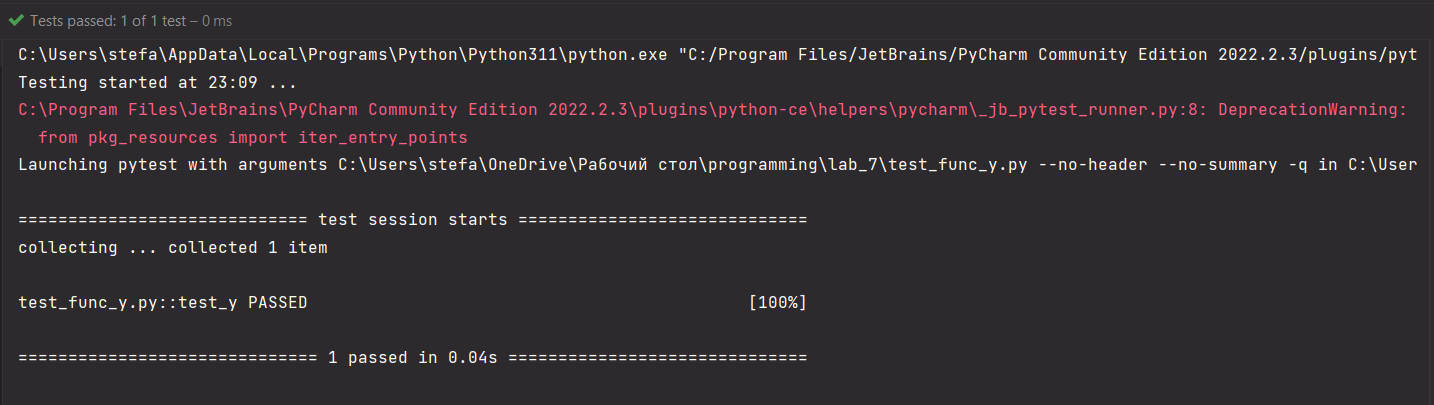 Tests passed: 1 of 1 test – 0 ms
C:\Users\stefa\AppData\Local\Programs\Python\Python311\python.exe "C:/Program Files/JetBrains/PyCharm Community Edition 2022.2.3/plugins/pyt
Testing started at 23:09 ...
C:\Program Files\JetBrains\PyCharm Community Edition 2022.2.3\plugins\python-ce\helpers\pycharm\_jb_pytest_runner.py:8: DeprecationWarning:
  from pkg_resources import iter_entry_points
Launching pytest with arguments C:\Users\stefa\OneDrive\Рабочий стол\programming\lab_7\test_func_y.py --no-header --no-summary -q in C:\User
============================= test session starts =============================
collecting ... collected 1 item
test_func_y.py::test_y PASSED                                            [100%]
============================== 1 passed in 0.04s ==============================